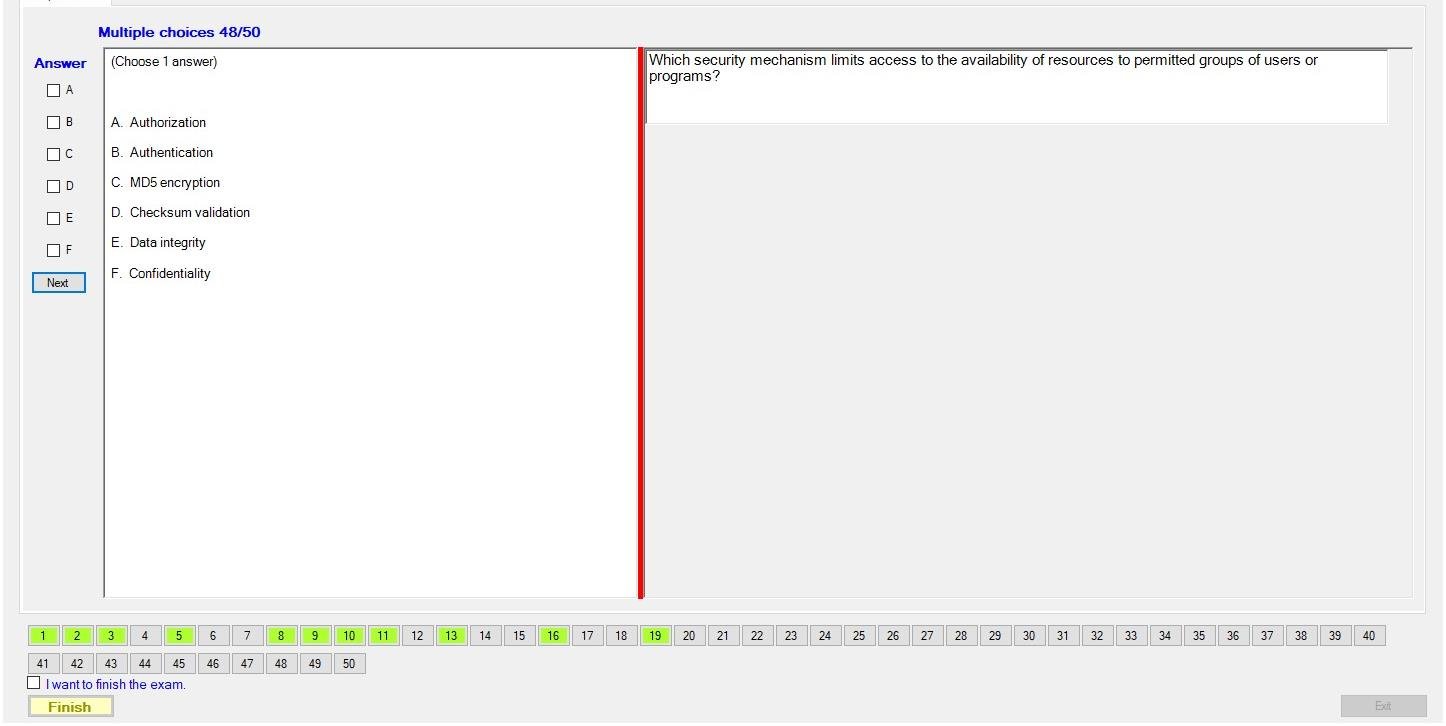 Multiple choices 48/50
Answer
A
B
C
D
E
F
Next
(Choose 1 answer)
A. Authorization
B. Authentication
C. MD5 encryption
D. Checksum validation
E. Data integrity
F. Confidentiality
Which security mechanism limits access to the availability of resources to permitted groups of users or
programs?
1 2 3 4 5 6 7 8 9 10 11 12 13 14 15 16 17 18 19 20 21 22 23 24 25 26 27 28 29 30 31 32 33 34 35 36 37 38 39 40
41 42 43 44 45 46 47 48 49 50
I want to finish the exam.
Finish
Exit